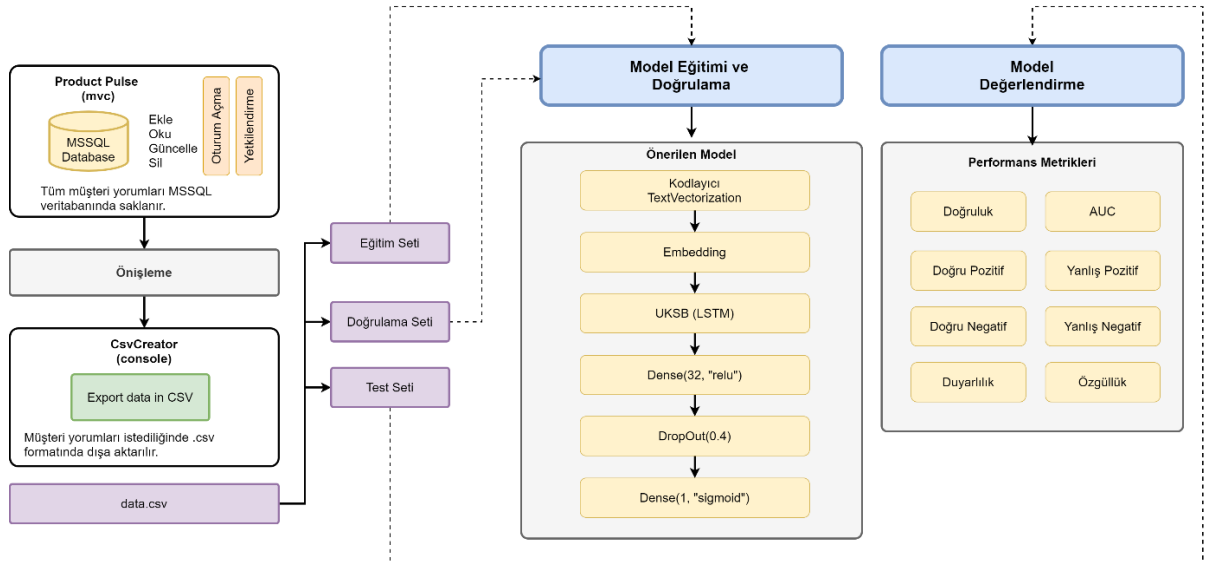 Product Pulse
(mvc)
MSSQL
Database
Ekle
Oku
Güncelle
Sil
Oturum Açma
Yetkilendirme
Tüm müşteri yorumları MSSQL
veritabanında saklanır.
Önişleme
CsvCreator
(console)
Export data in CSV
Müşteri yorumları istediliğinde .csv
formatında dışa aktarılır.
data.csv
Eğitim Seti
Doğrulama Seti
Test Seti
Model Eğitimi ve
Doğrulama
Önerilen Model
Kodlayıcı
TextVectorization
Embedding
UKSB (LSTM)
Dense(32, "relu")
DropOut(0.4)
Dense(1, "sigmoid")
Model
Değerlendirme
Performans Metrikleri
Doğruluk
AUC
Doğru Pozitif
Yanlış Pozitif
Doğru Negatif
Yanlış Negatif
Duyarlılık
Özgüllük